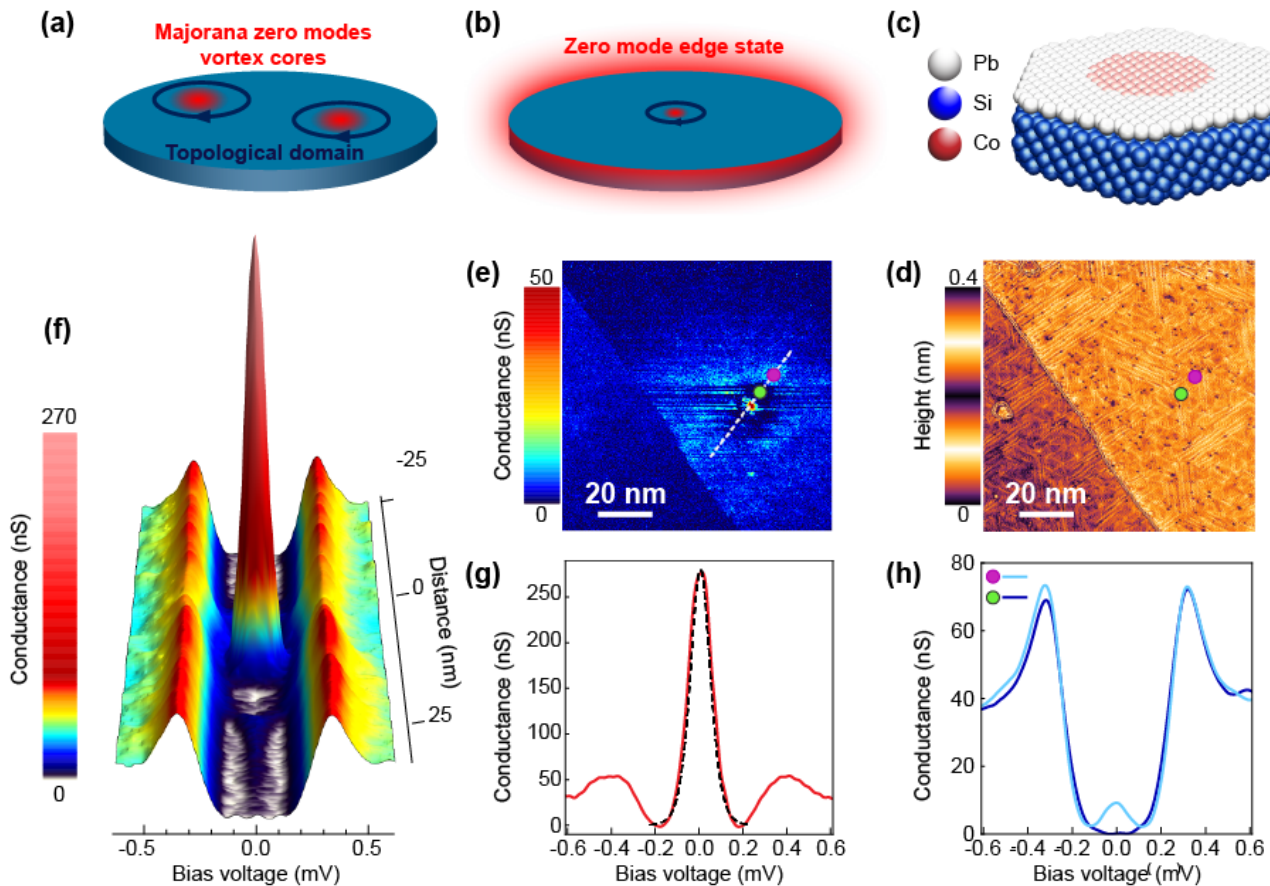 (a)
Majorana zero modes
vortex cores
Topological domain
(b)
Zero mode edge state
(c)
Pb
Si
Co
(f)
270
Conductance (nS)
0
-25
0
25
Distance (nm)
-0.5
0.0
0.5
Bias voltage (mV)
(e)
50
Conductance (nS)
0
20 nm
(d)
0.4
Height (nm)
0
20 nm
(g)
Conductance (nS)
250
200
150
100
50
0
-0.6 -0.4 -0.2 0.0 0.2 0.4 0.6
Bias voltage (mV)
(h)
Conductance (nS)
80
60
40
20
0
-0.6 -0.4 -0.2 0.0 0.2 0.4 0.6
Bias voltage (m )